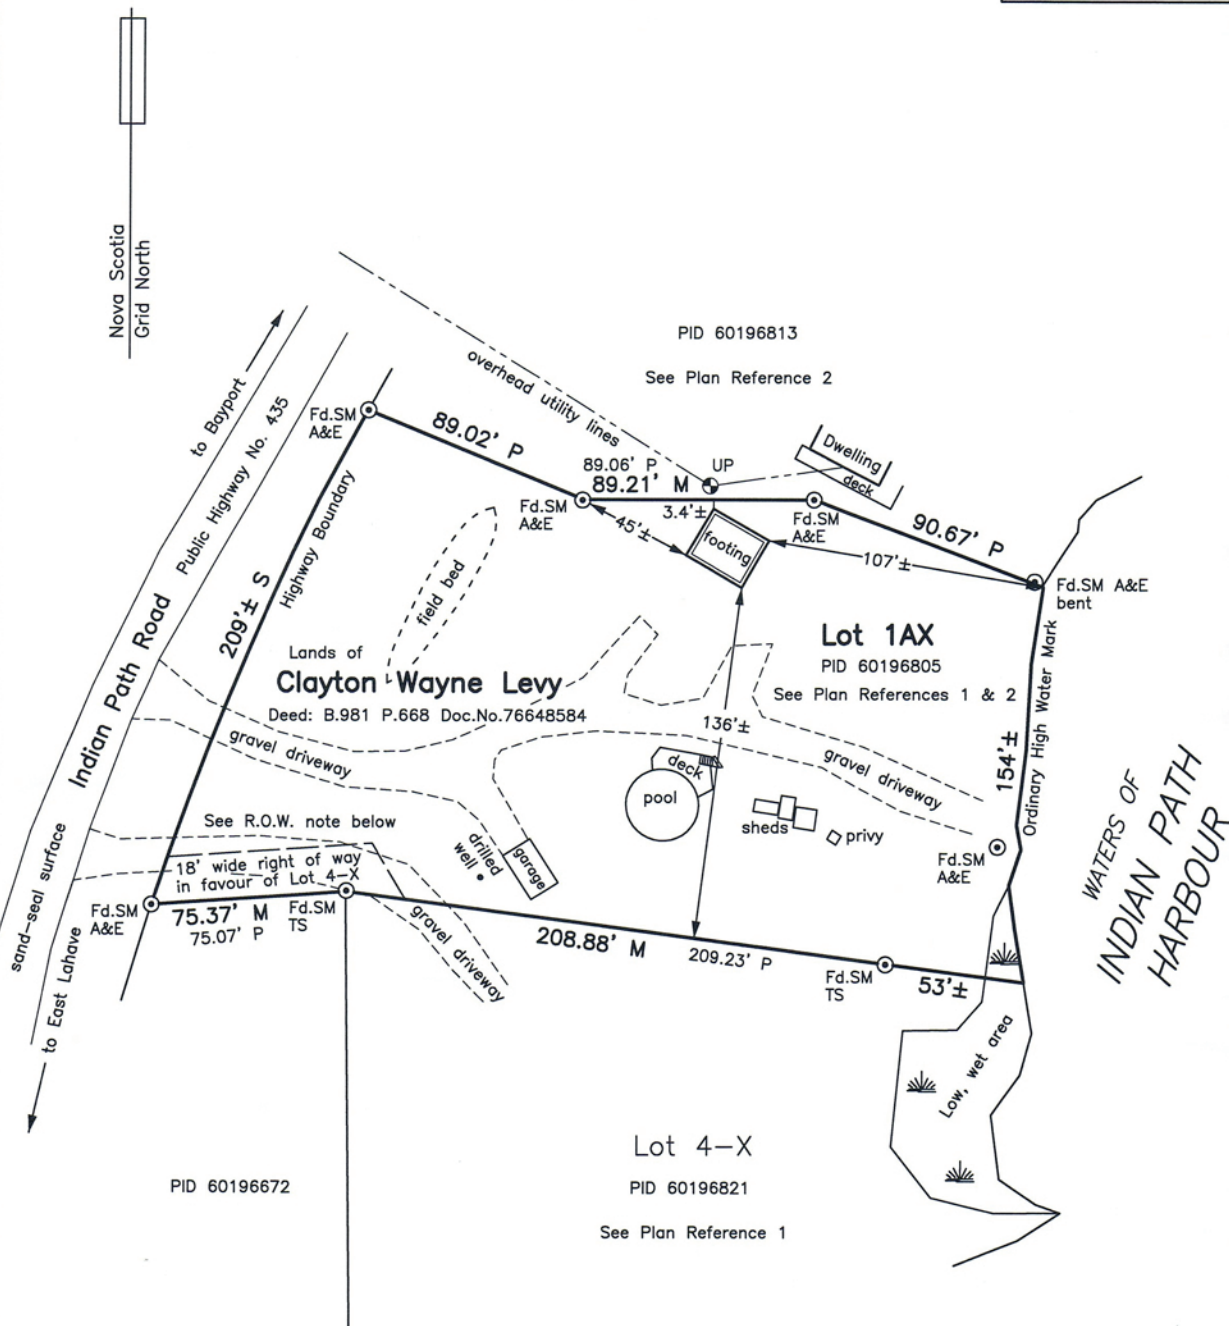 Nova Scotia
Grid North
PID 60196813
See Plan Reference 2
overhead utility lines
to Bayport
Public Highway No. 435
Fd.SM
A&E
89.02' P
89.06' P
89.21' M
UP
Dwelling
deck
Fd.SM
A&E
3.4'±
Fd.SM
A&E
90.67' P
45'±
footing
107'±
Fd.SM A&E
bent
Highway Boundary
209'± S
field bed
Indian Path Road
Lot 1AX
PID 60196805
See Plan References 1 & 2
Lands of
Clayton Wayne Levy
Deed: B.981 P.668 Doc.No.76648584
136'±
154'±
Ordinary High Water Mark
gravel driveway
deck
pool
gravel driveway
sheds
privy
See R.O.W. note below
drilled
well
garage
18' wide right of way
in favour of Lot 4-X
Fd.SM
A&E
WATERS OF
INDIAN PATH
HARBOUR
sand-seal surface
Fd.SM
A&E
75.37' M
75.07' P
Fd.SM
TS
gravel driveway
208.88' M
209.23' P
Fd.SM
TS
53'±
to East Lahave
Low, wet area
Lot 4-X
PID 60196672
PID 60196821
See Plan Reference 1